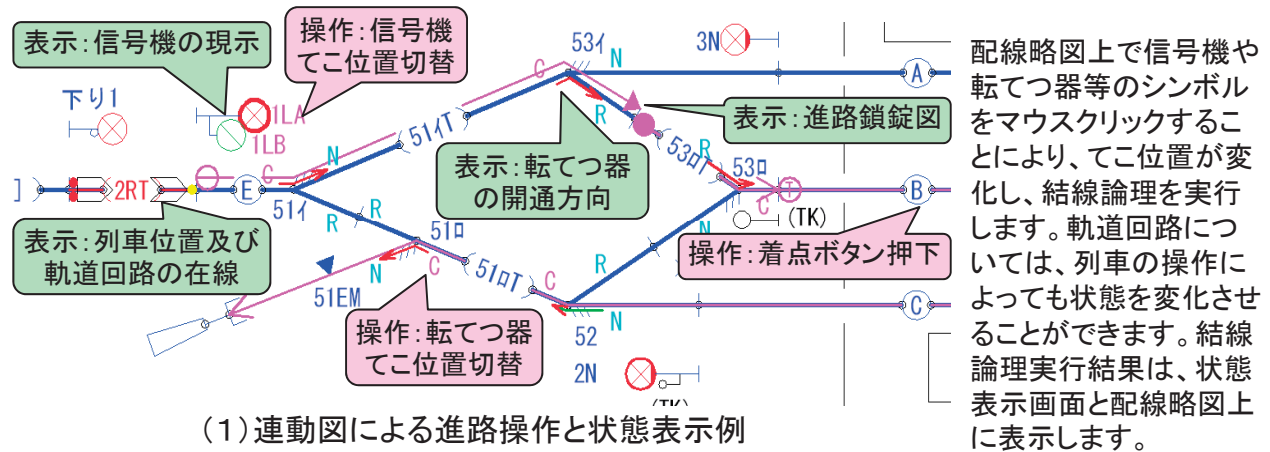 表示:信号機の現示
操作:信号機
てこ位置切替
53イ
N
3N
A
下り1
1LA
1LB
C
R
51イT
表示:進路鎖錠図
表示:転てつ器
の開通方向
53ロT
R
53ロ
N
C
2RT
E
51イ
T
B
C
(TK)
表示:列車位置及び
軌道回路の在線
R
R
51ロ
N
操作:着点ボタン押下
N
C
51ロT
R
C
51EM
操作:転てつ器
てこ位置切替
52
N
C
2N
(TK)
(1)連動図による進路操作と状態表示例
配線略図上で信号機や
転てつ器等のシンボル
をマウスクリックするこ
とにより、てこ位置が変
化し、結線論理を実行
します。軌道回路につ
いては、列車の操作に
よっても状態を変化させ
ることができます。結線
論理実行結果は、状態
表示画面と配線略図上
に表示します。